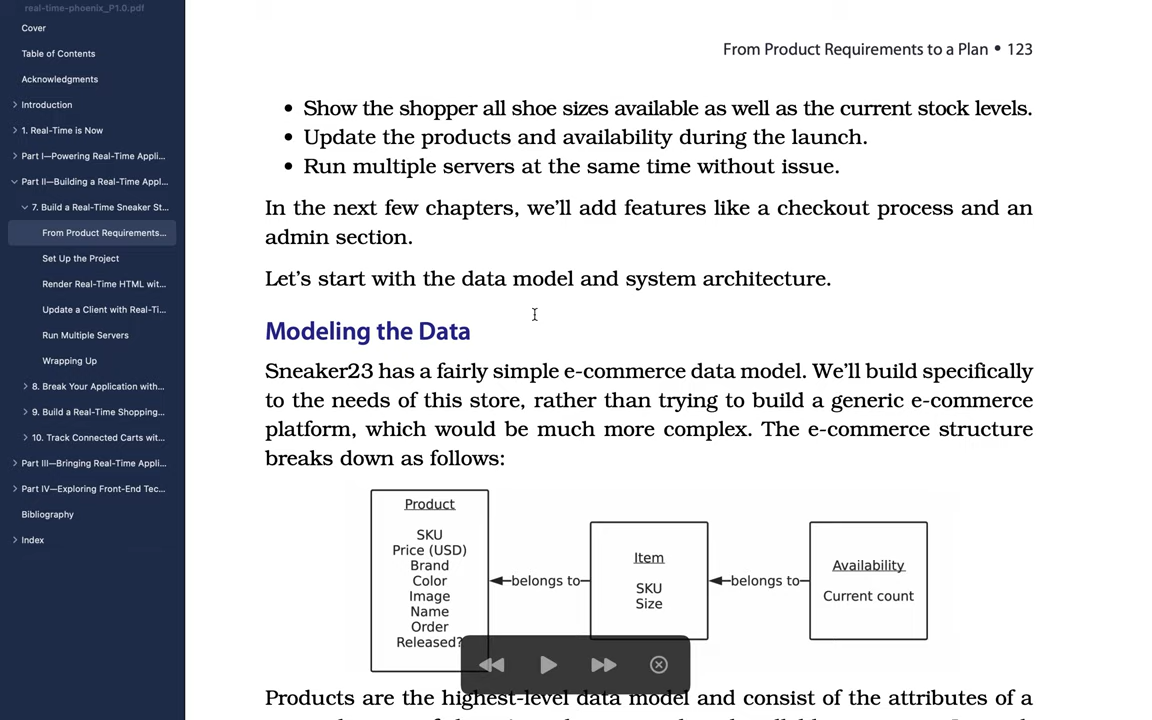 real-time-phoenix_P1.0.pdf
Cover
Table of Contents
Acknowledgments
Introduction
1. Real-Time is Now
Part I—Powering Real-Time Appli...
Part II—Building a Real-Time Appl...
7. Build a Real-Time Sneaker St...
From Product Requirements...
Set Up the Project
Render Real-Time HTML wit...
Update a Client with Real-Ti...
Run Multiple Servers
Wrapping Up
8. Break Your Application with...
9. Build a Real-Time Shopping...
10. Track Connected Carts wit...
Part III—Bringing Real-Time Appli...
Part IV—Exploring Front-End Tec...
Bibliography
Index
From Product Requirements to a Plan • 123
• Show the shopper all shoe sizes available as well as the current stock levels.
• Update the products and availability during the launch.
• Run multiple servers at the same time without issue.
In the next few chapters, we'll add features like a checkout process and an
admin section.
Let's start with the data model and system architecture.
Modeling the Data
Sneaker23 has a fairly simple e-commerce data model. We'll build specifically
to the needs of this store, rather than trying to build a generic e-commerce
platform, which would be much more complex. The e-commerce structure
breaks down as follows:
Product
SKU
Price (USD)
Brand
Color
Image
Name
Order
Released?
belongs to
Item
SKU
Size
belongs to
Availability
Current count
Products are the highest-level data model and consist of the attributes of a